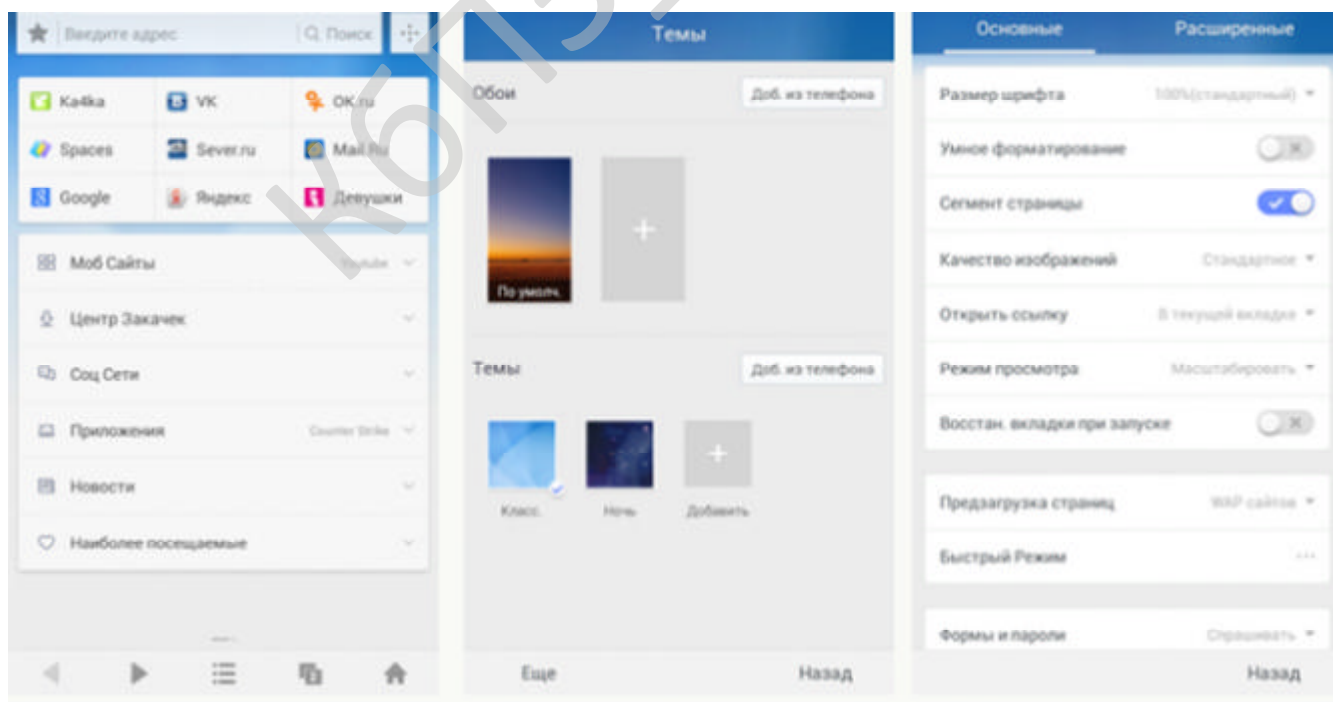 Введите адрес
Поиск
Ka4ka
VK
OK.ru
Spaces
Sever.ru
Mail.Ru
Google
Яндекс
Девушки
Моб Сайты
Youtube
Центр Закачек
Соц Сети
Приложения
Counter Strike
Новости
Наиболее посещаемые
Темы
Обои
Доб. из телефона
По умолч.
Темы
Доб. из телефона
Класс.
Ночь
Добавить
Еще
Назад
Основные
Расширенные
Размер шрифта
100%(стандартный)
Умное форматирование
Сегмент страницы
Качество изображений
Стандартное
Открыть ссылку
В текущей вкладке
Режим просмотра
Масштабировать
Восстан. вкладки при запуске
Предзагрузка страниц
WAP сайтов
Быстрый Режим
Формы и пароли
Спрашивать
Назад